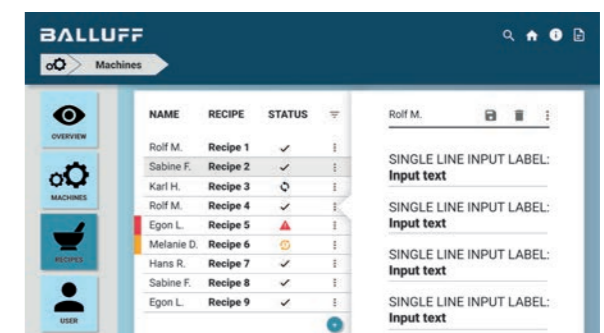 BALLUFF
Machines
OVERVIEW
MACHINES
RECIPES
USER
NAME RECIPE STATUS
Rolf M. Recipe 1
Sabine F. Recipe 2
Karl H. Recipe 3
Rolf M. Recipe 4
Egon L. Recipe 5
Melanie D. Recipe 6
Hans R. Recipe 7
Sabine F. Recipe 8
Egon L. Recipe 9
Rolf M.
SINGLE LINE INPUT LABEL:
Input text
SINGLE LINE INPUT LABEL:
Input text
SINGLE LINE INPUT LABEL:
Input text
SINGLE LINE INPUT LABEL:
Input text